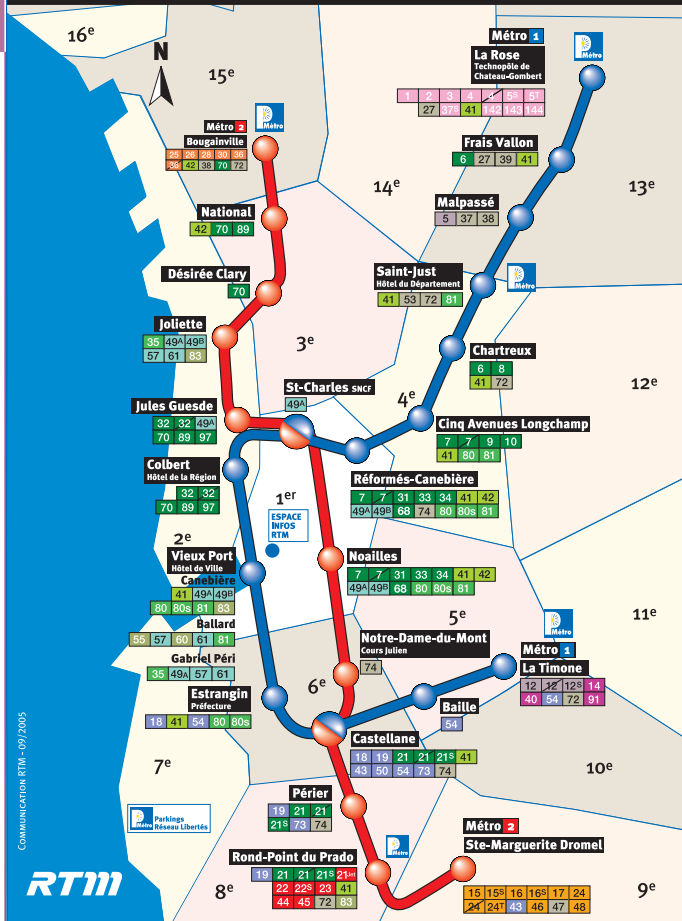 16e
N
15e
14e
13e
Métro 1
La Rose
Technopôle de
Chateau-Gombert
1 2 3 4 5S 5T
27 37S 41 142 143 144
Métro
Métro 2
Bougainville
25 26 28 30 36
36 42 38 70 72
Métro
Frais Vallon
6 27 39 41
Malpassé
5 37 38
National
42 70 89
Saint-Just
Hôtel du Département
41 53 72 81
Métro
Désirée Clary
70
Joliette
35 49A 49B
57 61 83
3e
Chartreux
6 8
41 72
12e
4e
St-Charles SNCF
49A
Jules Guesde
32 32 49A
70 89 97
Cinq Avenues Longchamp
7 7 9 10
41 80 81
Colbert
Hôtel de la Région
32 32
70 89 97
Réformés-Canebière
7 7 31 33 34 41 42
49A 49B 68 74 80 80s 81
1er
ESPACE
INFOS
RTM
2e
Vieux Port
Hôtel de Ville
Canebière
41 49A 49B
80 80s 81 83
Noailles
7 7 31 33 34 41 42
49A 49B 68 80 80s 81
Ballard
55 57 60 61 81
5e
11e
Métro
Notre-Dame-du-Mont
Cours Julien
74
Métro 1
La Timone
12 12 12S 14
40 54 72 91
Gabriel Péri
35 49A 57 61
6e
Estrangin
Préfecture
18 41 54 80 80s
Baille
54
Castellane
18 19 21 21 21S 41
43 50 54 73 74
7e
10e
Périer
19 21 21
21S 73 74
Métro
Parkings
Réseau Libertés
Métro 2
Ste-Marguerite Dromel
15 15S 16 16S 17 24
24 24T 43 46 47 48
Métro
Rond-Point du Prado
19 21 21 21S 21Jet
22 22S 23 41
44 45 72 83
8e
9e
COMMUNICATION RTM - 09/2005
RTM